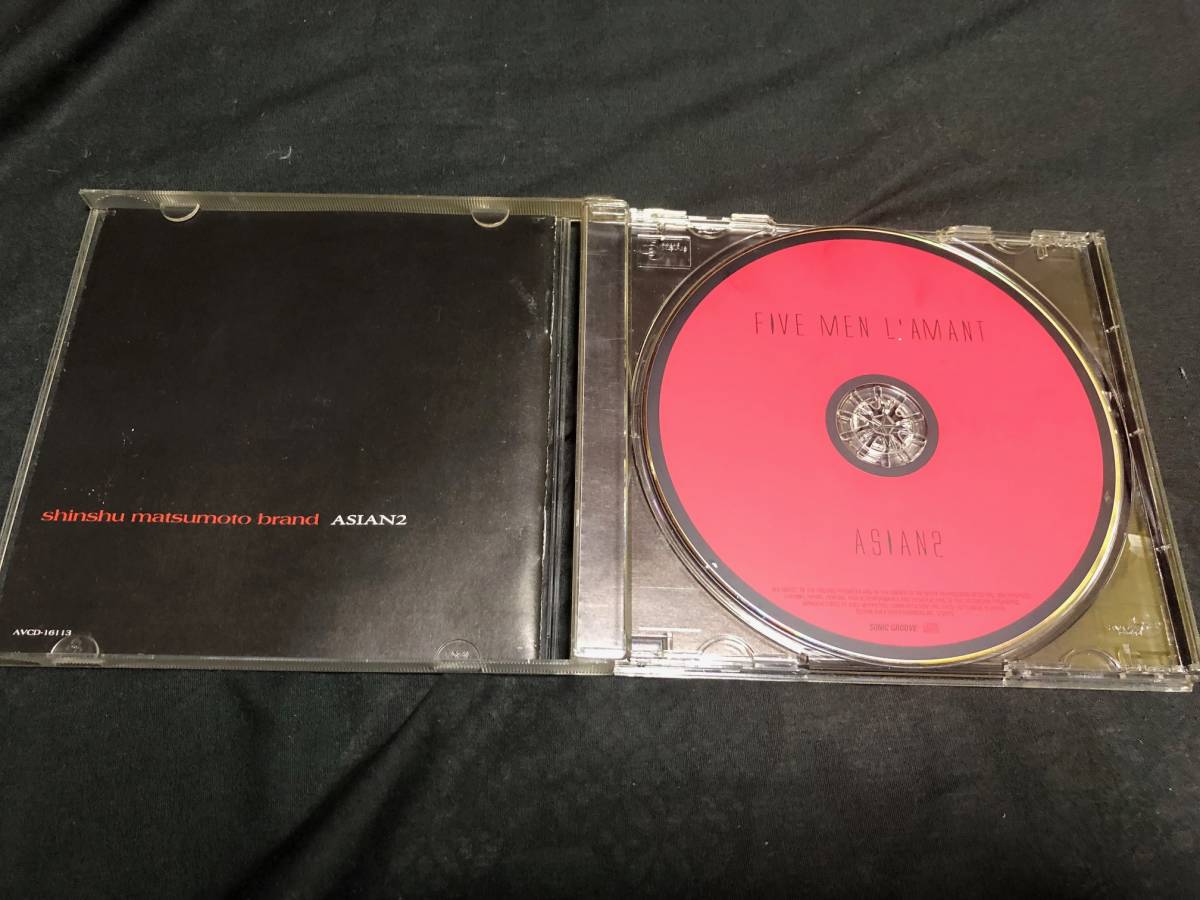 shinshu matsumoto brand ASIAN2
AVCD-16113
FIVE MEN L'AMANT
ASIAN2
SONIC GROOVE